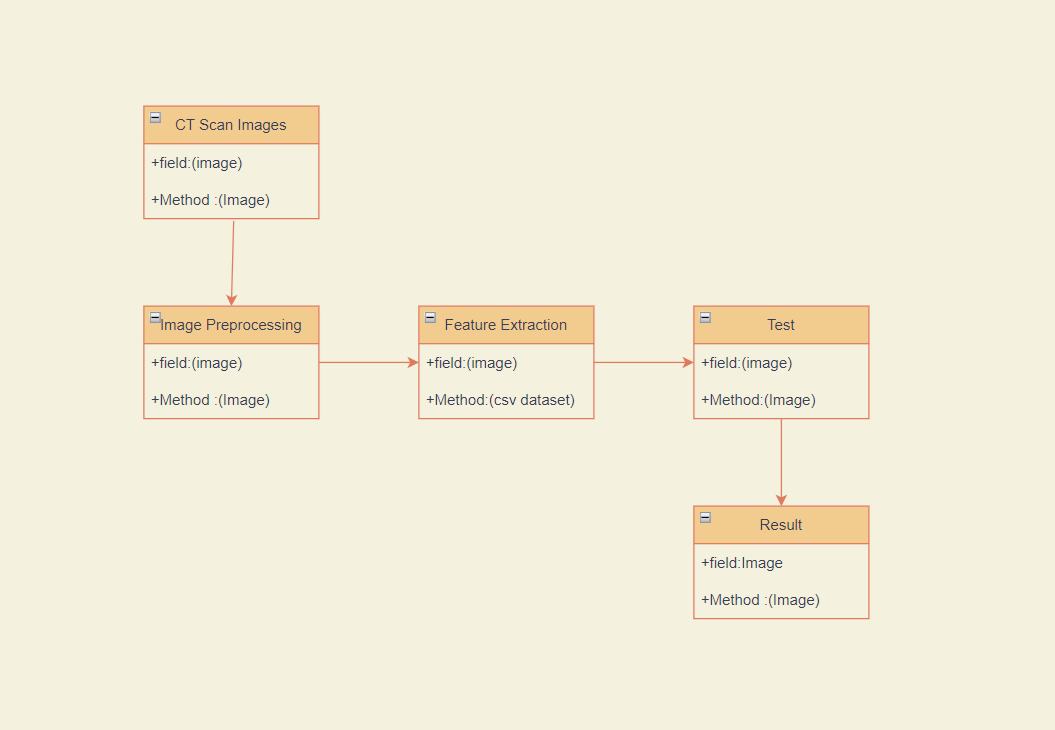 CT Scan Images
+field:(image)
+Method :(Image)
Image Preprocessing
+field:(image)
+Method :(Image)
Feature Extraction
+field:(image)
+Method:(csv dataset)
Test
+field:(image)
+Method:(Image)
Result
+field:Image
+Method :(Image)